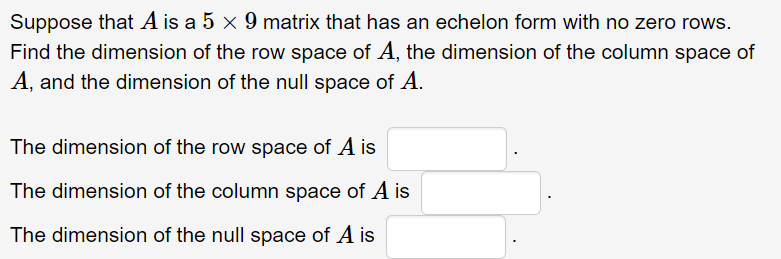 Suppose that A is a 5 × 9 matrix that has an echelon form with no zero rows.
Find the dimension of the row space of A, the dimension of the column space of
A, and the dimension of the null space of A.
The dimension of the row space of A is .
The dimension of the column space of A is .
The dimension of the null space of A is .